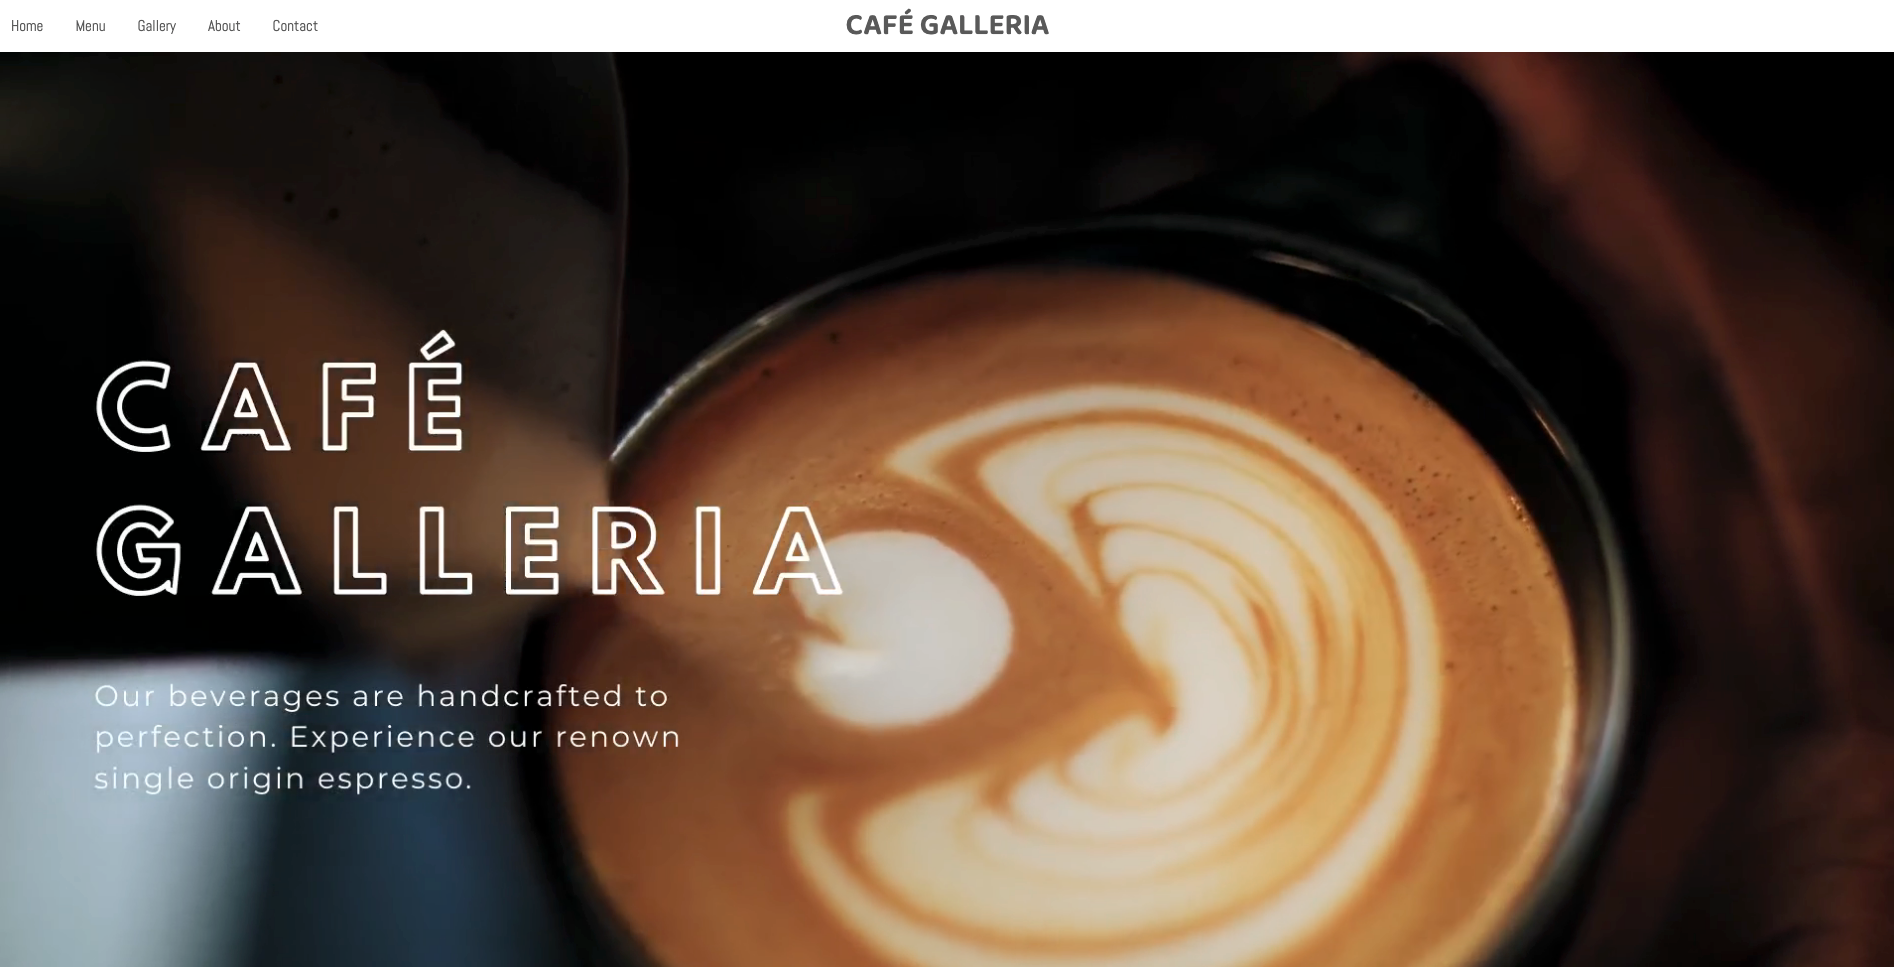 Home Menu Gallery About Contact CAFÉ GALLERIA
CAFÉ
GALLERIA
Our beverages are handcrafted to
perfection. Experience our renown
single origin espresso.